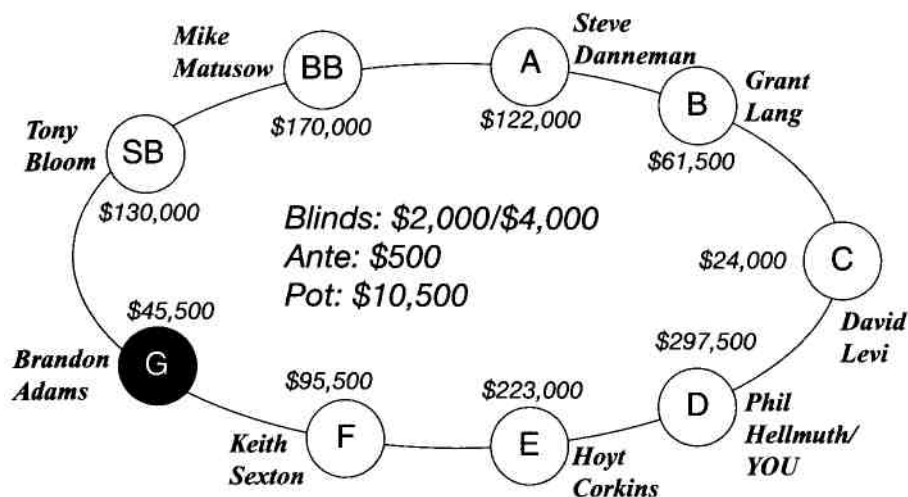 Mike
Matusow
BB
$170,000
Steve
Danneman
A
$122,000
Grant
Lang
B
$61,500
Tony
Bloom
SB
$130,000
Blinds: $2,000/$4,000
Ante: $500
Pot: $10,500
$24,000
C
David
Levi
$45,500
G
Brandon
Adams
$95,500
F
Keith
Sexton
$223,000
E
Hoyt
Corkins
$297,500
D
Phil
Hellmuth/
YOU